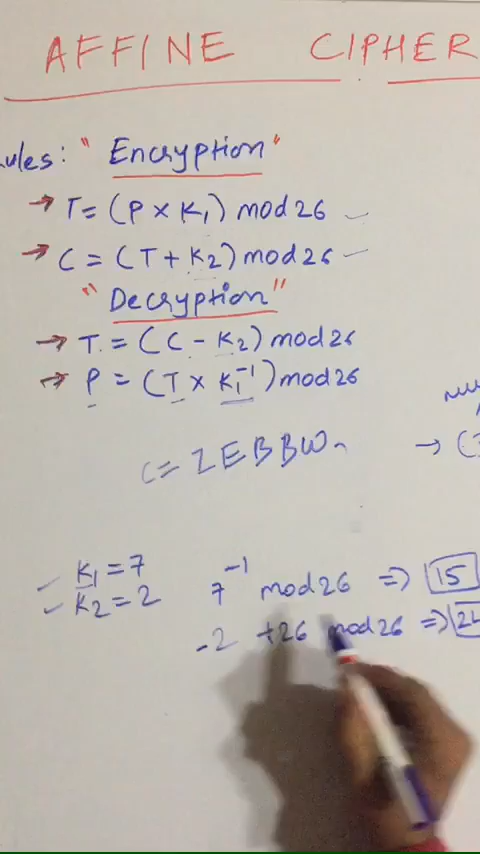 AFFINE CIPHER
ules: "Encryption"
→ T = (P × K₁) mod 26
→ C = (T + K₂) mod 26
"Decryption"
→ T = (C - K₂) mod 26
→ P = (T × K₁⁻¹) mod 26
C = ZEBBW
→ (
K₁ = 7
K₂ = 2
7⁻¹ mod 26 => 15
-2 + 26 mod 26 => 24